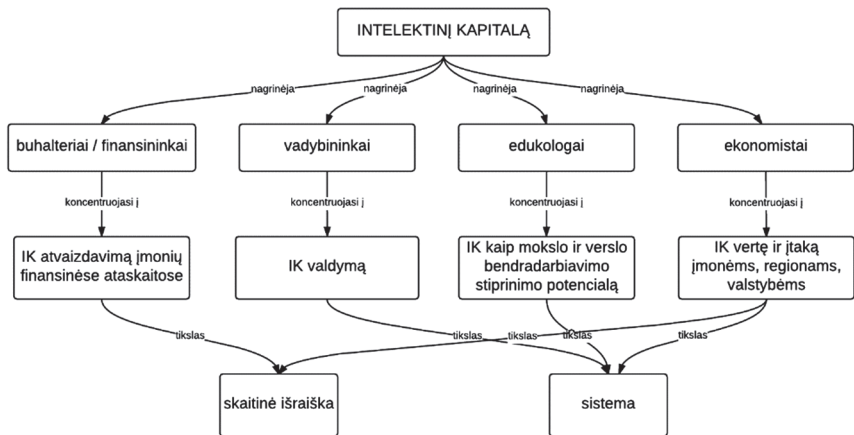 INTELEKTINĮ KAPITALĄ
nagrinėja
nagrinėja
nagrinėja
nagrinėja
buhalteriai / finansininkai
vadybininkai
edukologai
ekonomistai
koncentruojasi į
koncentruojasi į
koncentruojasi į
koncentruojasi į
IK atvaizdavimą įmonių
finansinėse ataskaitose
IK valdymą
IK kaip mokslo ir verslo
bendradarbiavimo
stiprinimo potencialą
IK vertę ir įtaką
įmonėms, regionams,
valstybėms
tikslas
tikslas
tikslas
tikslas
tikslas
skaitinė išraiška
sistema